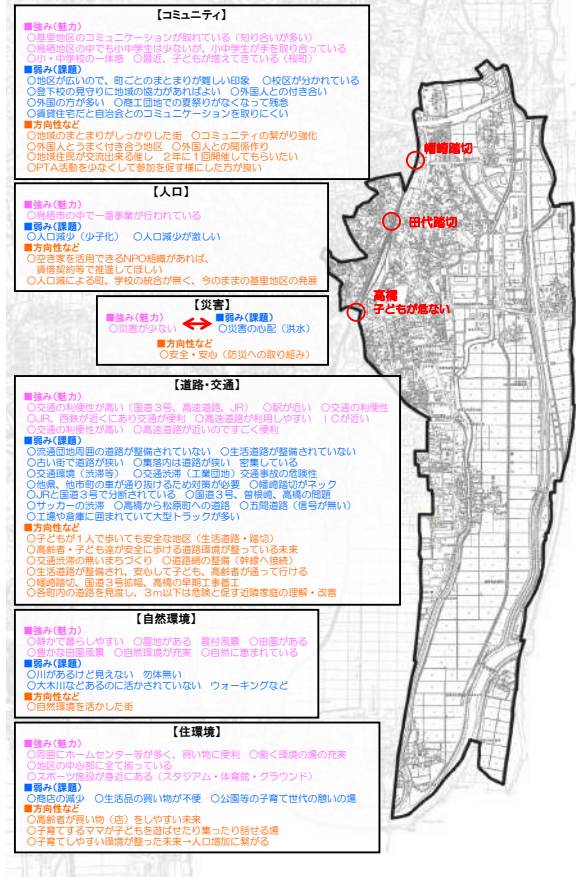 【コミュニティ】
■強み(魅力)
○基里地区のコミュニケーションが取れている（知り合いが多い）
○鳥栖地区の中でも小中学生は少ないが、小中学生が手を取り合っている
○小・中学校の一体感　○最近、子どもが増えてきている（桜町）
■弱み(課題)
○地区が広いので、町ごとのまとまりが難しい印象　○校区が分かれている
○登下校の見守りに地域の協力があればよい　○外国人との付き合い
○外国の方が多い　○商工団地での夏祭りがなくなって残念
○賃貸住宅だと自治会とのコミュニケーションを取りにくい
■方向性など
○地域のまとまりがしっかりした街　○コミュニティの繋がり強化
○外国人とうまく付き合う地区　○外国人との関係作り
○地域住民が交流出来る催し　２年に１回開催してもらいたい
○PTA活動を少なくして参加を促す様にした方が良い
【人口】
■強み(魅力)
○鳥栖市の中で一番事業が行われている
■弱み(課題)
○人口減少（少子化）　○人口減少が激しい
■方向性など
○空き家を活用できるNPO組織があれば、
賃借契約等で推進してほしい
○人口減による町、学校の統合が無く、今のままの基里地区の発展
【災害】
■強み(魅力)
○災害が少ない
■弱み(課題)
○災害の心配（洪水）
■方向性など
○安全・安心（防災への取り組み）
【道路・交通】
■強み(魅力)
○交通の利便性が高い（国道３号、高速道路、JR）　○駅が近い　○交通の利便性
○JR、西鉄が近くにあり交通が便利　○高速道路が利用しやすい　ＩＣが近い
○交通の利便性が高い　○高速道路が近いのですごく便利
■弱み(課題)
○流通団地周囲の道路が整備されていない　○生活道路が整備されていない
○古い街で道路が狭い　○集落内は道路が狭い　密集している
○交通環境（渋滞等）　○交通渋滞（工業団地）交通事故の危険性
○他県、他市町の車が通り抜けるため対策が必要　○幡崎踏切がネック
○JRと国道３号で分断されている　○国道３号、曽根崎、高橋の問題
○サッカーの渋滞　○高橋から松原町への道路　○五間道路（信号が無い）
○工場や倉庫に囲まれていて大型トラックが多い
■方向性など
○子どもが１人で歩いても安全な地区（生活道路・踏切）
○高齢者・子ども達が安全に歩ける道路環境が整っている未来
○交通渋滞の無いまちづくり　○道路網の整備（幹線へ接続）
○生活道路が整備され、安心して子ども、高齢者が通って行ける
○幡崎踏切、国道３号拡幅、高橋の早期工事着工
○各町内の道路を見渡し、３ｍ以下は危険と促す近隣家庭の理解・改善
【自然環境】
■強み(魅力)
○静かで暮らしやすい　○農地がある　農村風景　○田園がある
○豊かな田園風景　○自然環境が充実　○自然に恵まれている
■弱み(課題)
○川があるけど見えない　勿体無い
○大木川などあるのに活かされていない　ウォーキングなど
■方向性など
○自然環境を活かした街
【住環境】
■強み(魅力)
○周囲にホームセンター等が多く、買い物に便利　○働く環境の場の充実
○地区の中心部に全て揃っている
○スポーツ施設が身近にある（スタジアム・体育館・グラウンド）
■弱み(課題)
○商店の減少　○生活品の買い物が不便　○公園等の子育て世代の憩いの場
■方向性など
○高齢者が買い物（店）をしやすい未来
○子育てするママが子どもを遊ばせたり集ったり話せる場
○子育てしやすい環境が整った未来→人口増加に繋がる
幡崎踏切
田代踏切
高橋
子どもが危ない